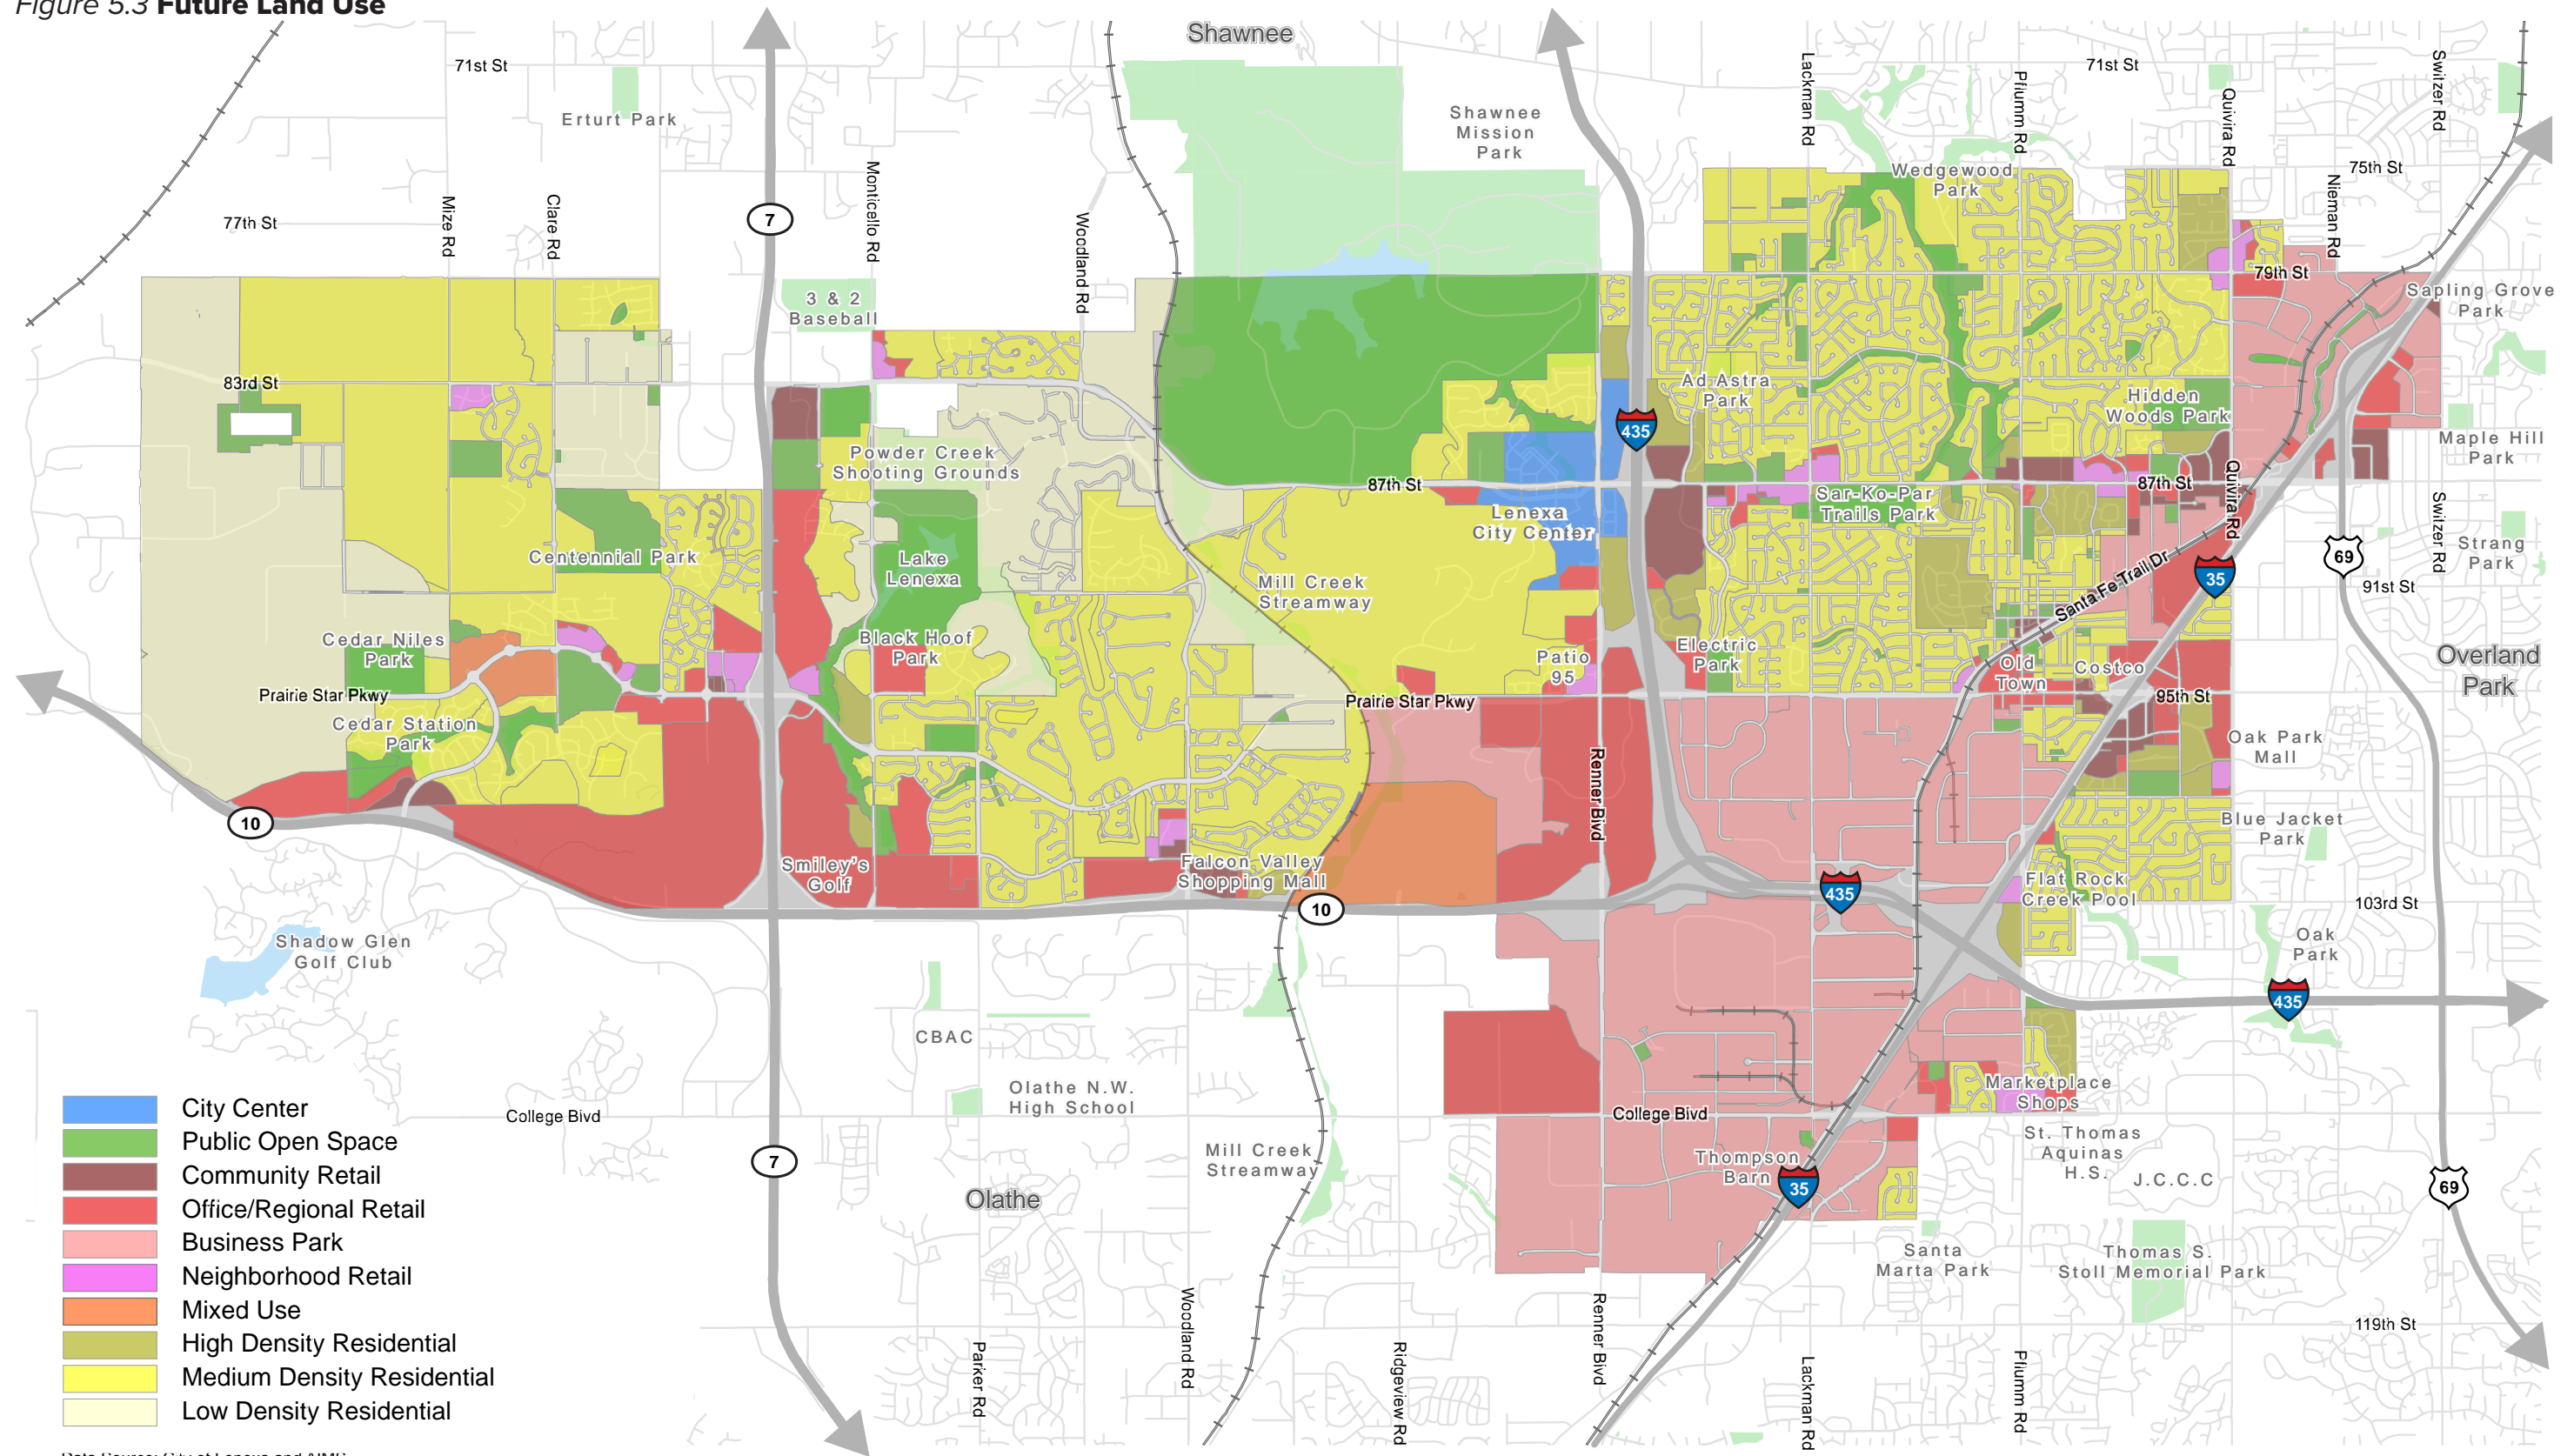 Figure 5.3 Future Land Use
Shawnee
71st St
71st St
Erturt Park
Shawnee
Mission
Park
Lackman Rd
Pflumm Rd
Quivira Rd
Switzer Rd
75th St
Wedgewood
Park
Nieman Rd
Mize Rd
Clare Rd
7
Monticello Rd
Woodland Rd
77th St
79th St
Sapling Grove
Park
3 & 2
Baseball
83rd St
Ad Astra
Park
Hidden
Woods Park
435
Maple Hill
Park
Powder Creek
Shooting Grounds
87th St
87th St
Quivira Rd
Sar-Ko-Par
Trails Park
Lenexa
City Center
Switzer Rd
69
Strang
Park
Centennial Park
Lake
Lenexa
Mill Creek
Streamway
Santa Fe Trail Dr
35
91st St
Cedar Niles
Park
Black Hoof
Park
Patio
95
Electric
Park
Old
Town
Costco
Overland
Park
Prairie Star Pkwy
Prairie Star Pkwy
95th St
Cedar Station
Park
Oak Park
Mall
Renner Blvd
10
Blue Jacket
Park
Smiley's
Golf
Falcon Valley
Shopping Mall
10
435
Flat Rock
Creek Pool
103rd St
Shadow Glen
Golf Club
Oak
Park
435
CBAC
Olathe N.W.
High School
Marketplace
Shops
College Blvd
College Blvd
City Center
Public Open Space
Community Retail
Office/Regional Retail
Business Park
Neighborhood Retail
Mixed Use
High Density Residential
Medium Density Residential
Low Density Residential
7
Mill Creek
Streamway
Thompson
Barn
35
St. Thomas
Aquinas
H.S.
J.C.C.C
69
Olathe
Santa
Marta Park
Thomas S.
Stoll Memorial Park
119th St
Parker Rd
Woodland Rd
Ridgeview Rd
Renner Blvd
Lackman Rd
Pflumm Rd
Data Source: City of Lenexa and AIMS